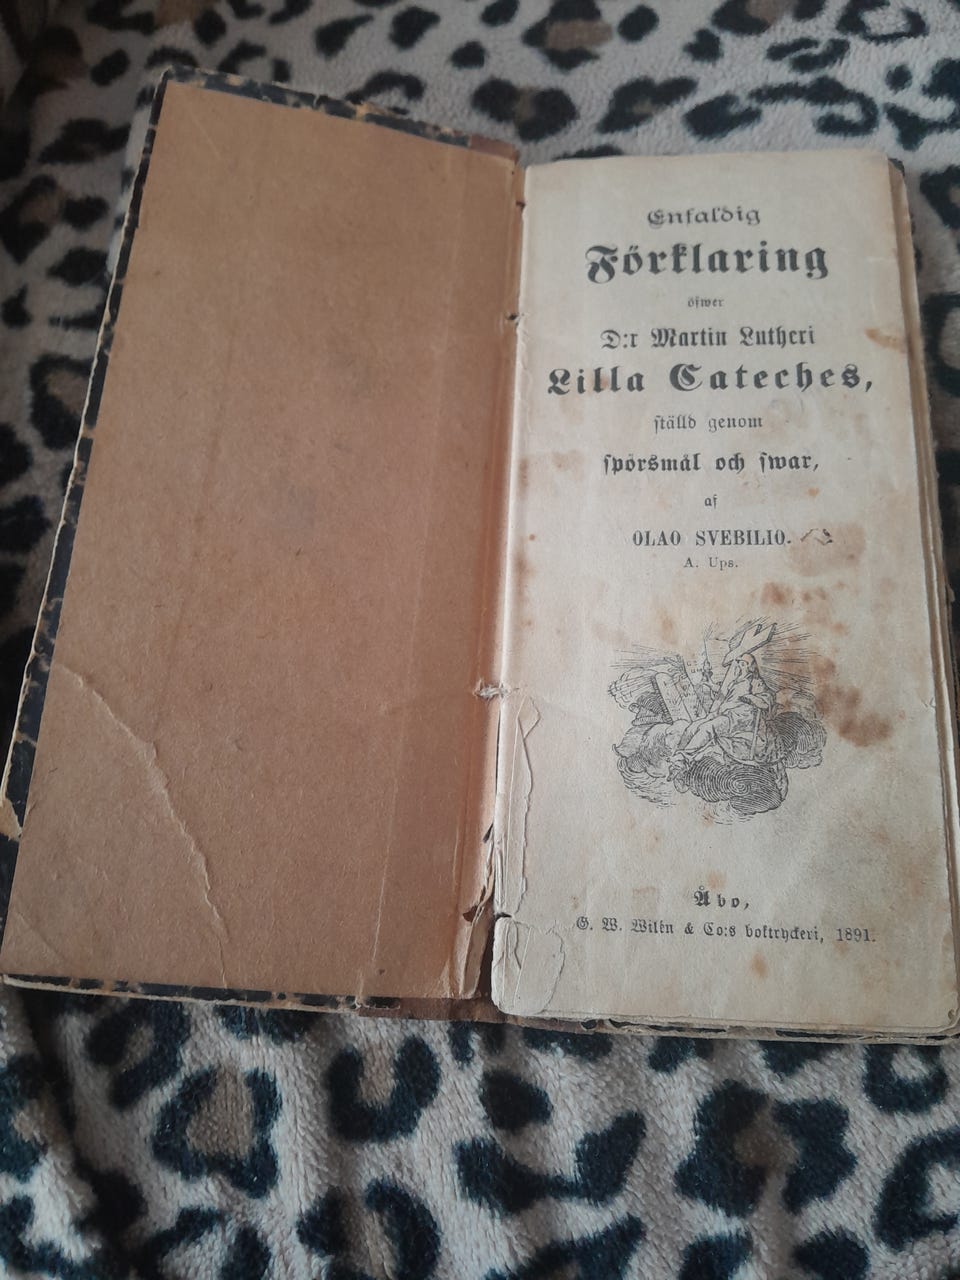 Enfaldig
Förklaring
öfwer
D:r Martin Lutheri
Lilla Cateches,
ställd genom
spörsmål och swar,
af
OLAO SVEBILIO.
A. Ups.
Åbo,
G. W. Wilén & Co:s boktryckeri, 1891.